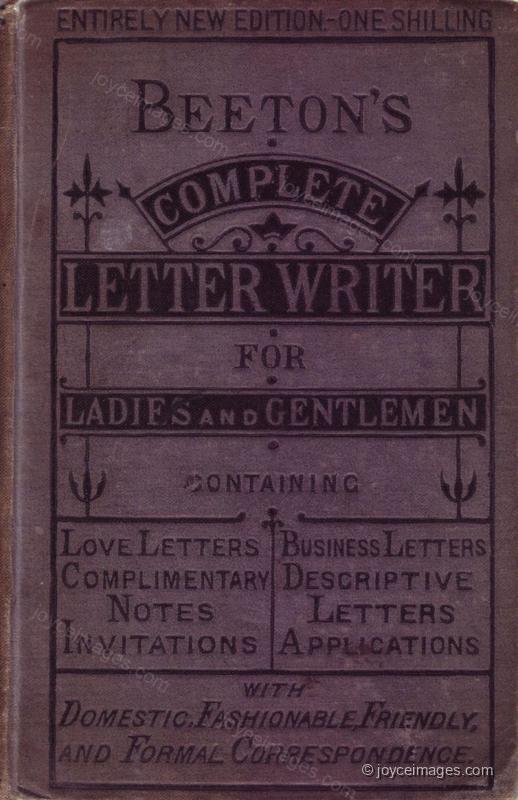 ENTIRELY NEW EDITION.-ONE SHILLING
BEETON'S
COMPLETE
LETTER WRITER
FOR
LADIES AND GENTLEMEN
CONTAINING
LOVE LETTERS
COMPLIMENTARY
NOTES
INVITATIONS
BUSINESS LETTERS
DESCRIPTIVE
LETTERS
APPLICATIONS
WITH
DOMESTIC, FASHIONABLE, FRIENDLY,
AND FORMAL CORRESPONDENCE
© joyceimages.com